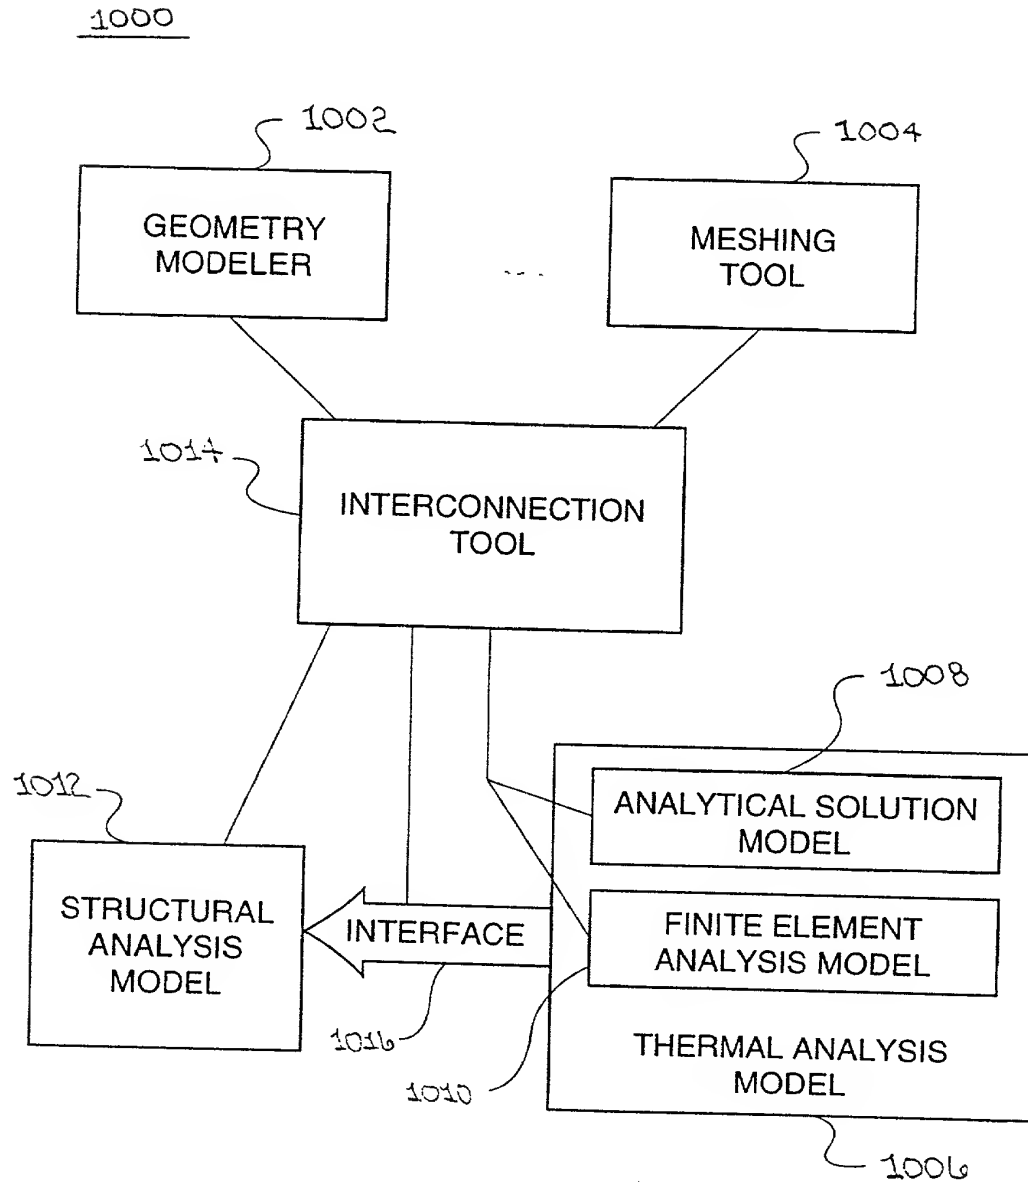 1000
1002
1004
GEOMETRY
MODELER
MESHING
TOOL
1014
INTERCONNECTION
TOOL
1008
1012
ANALYTICAL SOLUTION
MODEL
STRUCTURAL
ANALYSIS
MODEL
INTERFACE
FINITE ELEMENT
ANALYSIS MODEL
1016
1010
THERMAL ANALYSIS
MODEL
1006